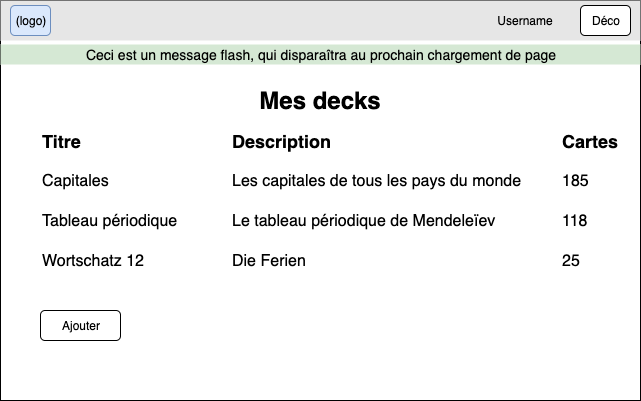 (logo) Username Déco
Ceci est un message flash, qui disparaîtra au prochain chargement de page
Mes decks
Titre Description Cartes
Capitales Les capitales de tous les pays du monde 185
Tableau périodique Le tableau périodique de Mendeleïev 118
Wortschatz 12 Die Ferien 25
Ajouter